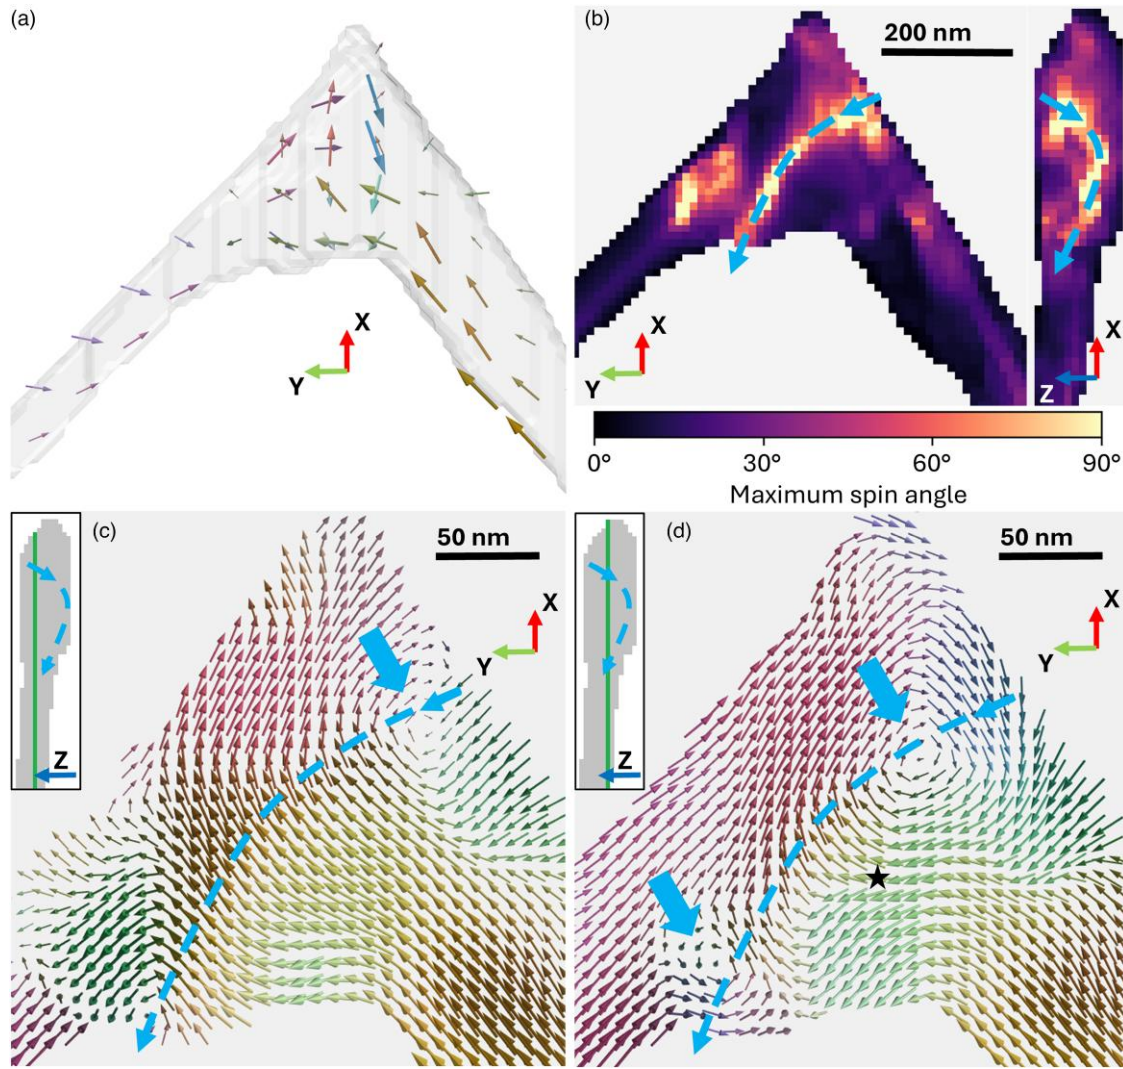 (a)
X
Y
(b)
200 nm
X
Y
X
Z
0°
30°
60°
90°
Maximum spin angle
(c)
50 nm
X
Y
Z
(d)
50 nm
X
Y
Z